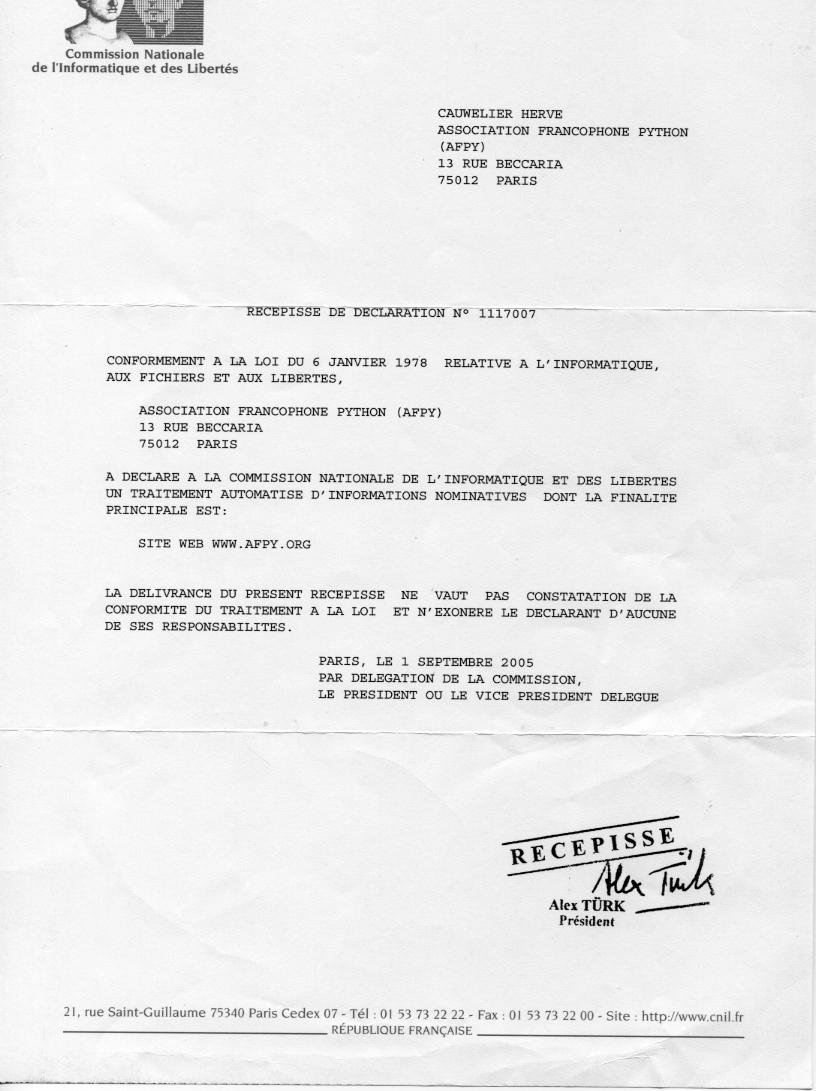 Commission Nationale
de l'Informatique et des Libertés
CAUWELIER HERVE
ASSOCIATION FRANCOPHONE PYTHON
(AFPY)
13 RUE BECCARIA
75012 PARIS
RECEPISSE DE DECLARATION Nº 1117007
CONFORMEMENT A LA LOI DU 6 JANVIER 1978 RELATIVE A L'INFORMATIQUE,
AUX FICHIERS ET AUX LIBERTES,
ASSOCIATION FRANCOPHONE PYTHON (AFPY)
13 RUE BECCARIA
75012 PARIS
A DECLARE A LA COMMISSION NATIONALE DE L'INFORMATIQUE ET DES LIBERTES
UN TRAITEMENT AUTOMATISE D'INFORMATIONS NOMINATIVES DONT LA FINALITE
PRINCIPALE EST:
SITE WEB WWW.AFPY.ORG
LA DELIVRANCE DU PRESENT RECEPISSE NE VAUT PAS CONSTATATION DE LA
CONFORMITE DU TRAITEMENT A LA LOI ET N'EXONERE LE DECLARANT D'AUCUNE
DE SES RESPONSABILITES.
PARIS, LE 1 SEPTEMBRE 2005
PAR DELEGATION DE LA COMMISSION,
LE PRESIDENT OU LE VICE PRESIDENT DELEGUE
RECEPISSE
Alex Türk
Alex TÜRK
Président
21, rue Saint-Guillaume 75340 Paris Cedex 07 - Tél : 01 53 73 22 22 - Fax : 01 53 73 22 00 - Site : http://www.cnil.fr
RÉPUBLIQUE FRANÇAISE